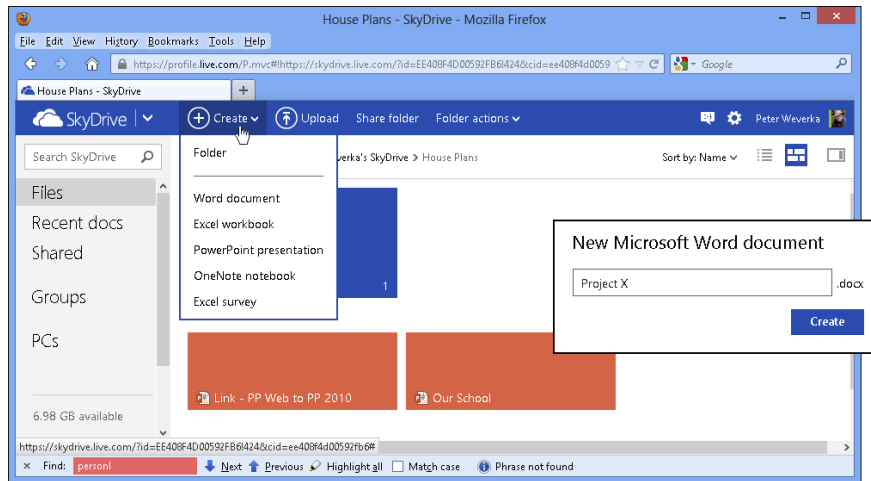 House Plans - SkyDrive - Mozilla Firefox
File Edit View History Bookmarks Tools Help
https://profile.live.com/P.mvc#!https://skydrive.live.com/?id=EE408F4D00592FB6!424&cid=ee408f4d0059
Google
House Plans - SkyDrive
SkyDrive
Create
Upload
Share folder
Folder actions
Peter Weverka
Search SkyDrive
Folder
verka's SkyDrive > House Plans
Sort by: Name
Files
Recent docs
Shared
Groups
PCs
6.98 GB available
Word document
Excel workbook
PowerPoint presentation
OneNote notebook
Excel survey
1
New Microsoft Word document
Project X
.docx
Create
Link - PP Web to PP 2010
Our School
https://skydrive.live.com/?id=EE408F4D00592FB6!424&cid=ee408f4d00592fb6#
× Find: personl Next Previous Highlight all Match case Phrase not found